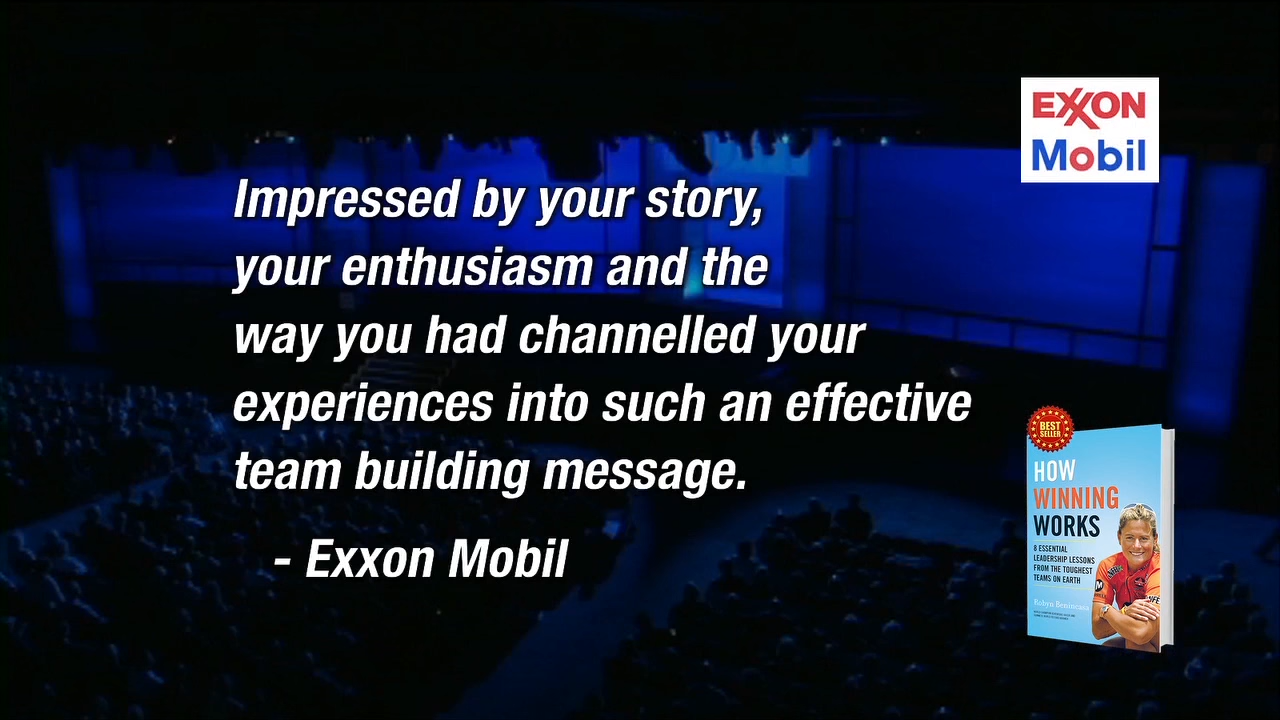 EXXON
Mobil
Impressed by your story,
your enthusiasm and the
way you had channelled your
experiences into such an effective
team building message.
- Exxon Mobil
BEST
SELLER
HOW
WINNING
WORKS
8 ESSENTIAL
LEADERSHIP LESSONS
FROM THE TOUGHEST
TEAMS ON EARTH
Robyn Benincasa